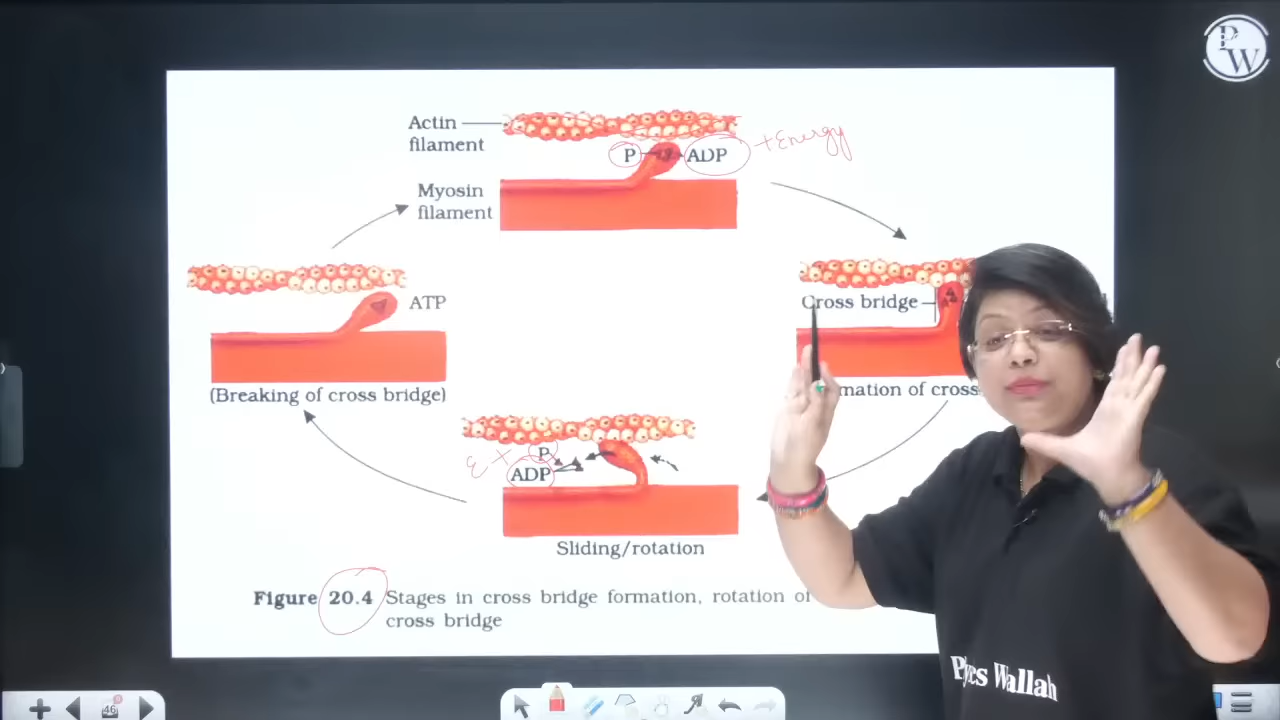 PW
Actin
filament
P
ADP
+Energy
Myosin
filament
ATP
(Breaking of cross bridge)
Cross bridge
mation of cross
P
E +
ADP
Sliding/rotation
Figure 20.4 Stages in cross bridge formation, rotation of
cross bridge
Wallah
46